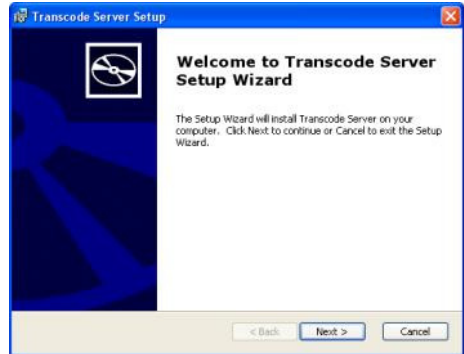 Transcode Server Setup
Welcome to Transcode Server
Setup Wizard
The Setup Wizard will install Transcode Server on your
computer. Click Next to continue or Cancel to exit the Setup
Wizard.
< Back
Next >
Cancel